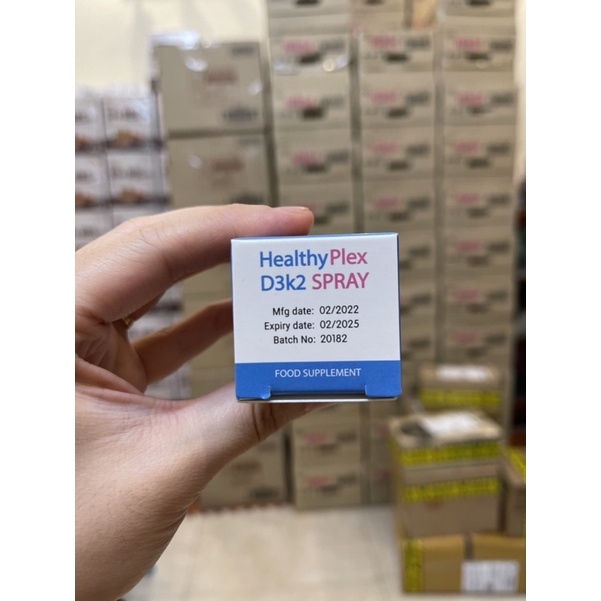 HealthyPlex
D3k2 SPRAY
Mfg date: 02/2022
Expiry date: 02/2025
Batch No: 20182
FOOD SUPPLEMENT